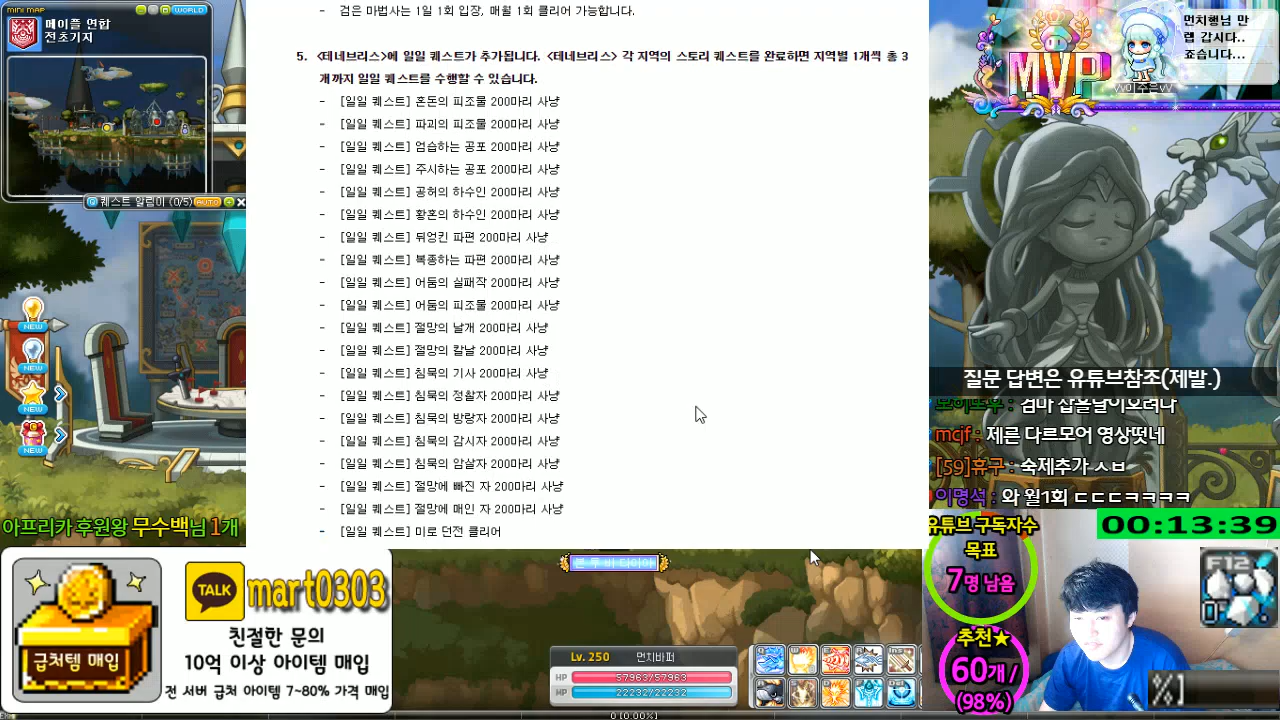 MINI MAP
WORLD
메이플 연합
전초기지
퀘스트 알림이 (0/5)
AUTO
NEW
NEW
NEW
NEW
아프리카 후원왕 무수백님 1개
급처템 매입
TALK
mart0303
친절한 문의
10억 이상 아이템 매입
전 서버 급처 아이템 7~80% 가격 매입
- 검은 마법사는 1일 1회 입장, 매월 1회 클리어 가능합니다.
5. <테네브리스>에 일일 퀘스트가 추가됩니다. <테네브리스> 각 지역의 스토리 퀘스트를 완료하면 지역별 1개씩 총 3
개까지 일일 퀘스트를 수행할 수 있습니다.
- [일일 퀘스트] 혼돈의 피조물 200마리 사냥
- [일일 퀘스트] 파괴의 피조물 200마리 사냥
- [일일 퀘스트] 엄습하는 공포 200마리 사냥
- [일일 퀘스트] 주시하는 공포 200마리 사냥
- [일일 퀘스트] 공허의 하수인 200마리 사냥
- [일일 퀘스트] 황혼의 하수인 200마리 사냥
- [일일 퀘스트] 뒤엉킨 파편 200마리 사냥
- [일일 퀘스트] 복종하는 파편 200마리 사냥
- [일일 퀘스트] 어둠의 실패작 200마리 사냥
- [일일 퀘스트] 어둠의 피조물 200마리 사냥
- [일일 퀘스트] 절망의 날개 200마리 사냥
- [일일 퀘스트] 절망의 칼날 200마리 사냥
- [일일 퀘스트] 침묵의 기사 200마리 사냥
- [일일 퀘스트] 침묵의 정찰자 200마리 사냥
- [일일 퀘스트] 침묵의 방랑자 200마리 사냥
- [일일 퀘스트] 침묵의 감시자 200마리 사냥
- [일일 퀘스트] 침묵의 암살자 200마리 사냥
- [일일 퀘스트] 절망에 빠진 자 200마리 사냥
- [일일 퀘스트] 절망에 매인 자 200마리 사냥
- [일일 퀘스트] 미로 던전 클리어
Lv. 250 먼치바퍼
HP 57963/57963
MP 22232/22232
0 [0.00%]
MVP
먼치행님 만
렙 갑시다..
죠습니다...
질문 답변은 유튜브참조(제발.)
mcjf : 제른 다르모어 영상떳네
[59]휴구 : 숙제추가 ㅅㅂ
이명석 : 와 월1회 ㄷㄷㄷㅋㅋㅋㅋ
유튜브 구독자수
목표
7명 남음
00:13:39
F12
추천★
60개 /
(98%)
%]